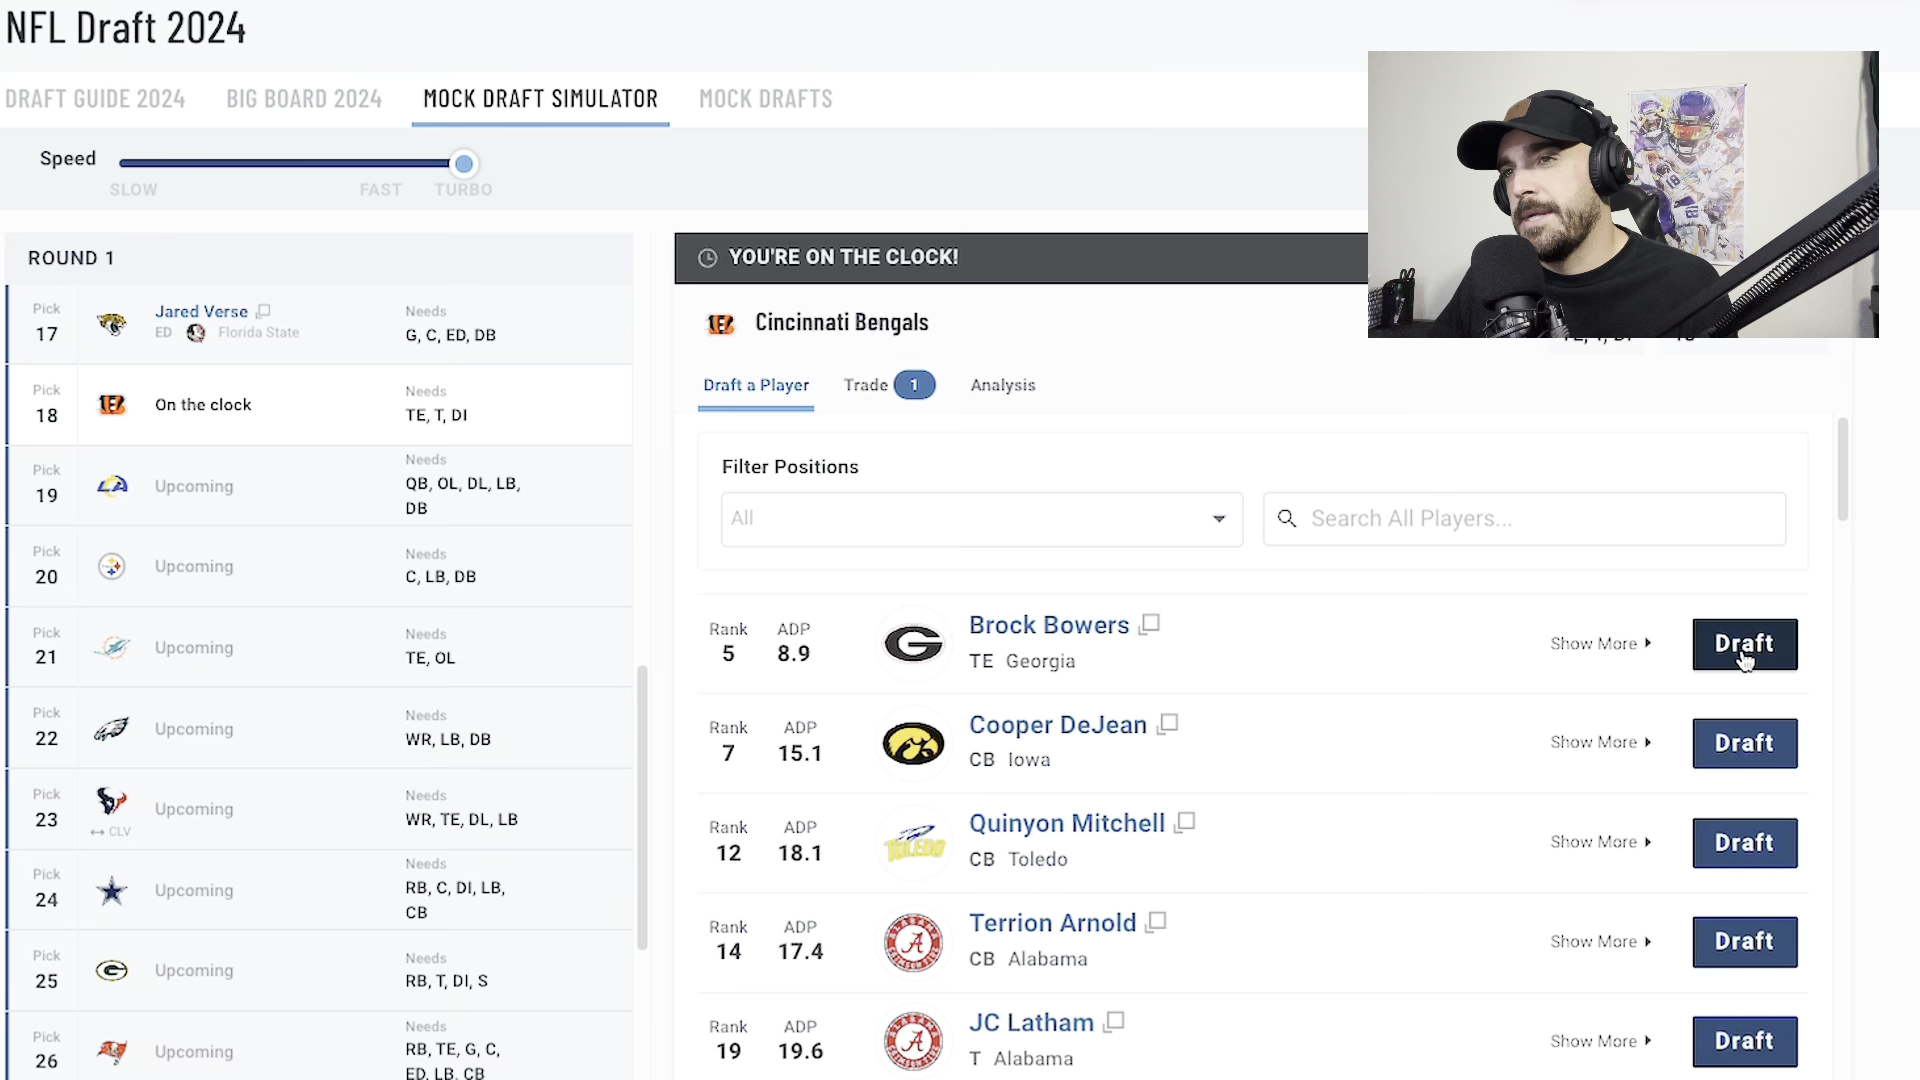 NFL Draft 2024
DRAFT GUIDE 2024
BIG BOARD 2024
MOCK DRAFT SIMULATOR
MOCK DRAFTS
Speed
SLOW
FAST
TURBO
ROUND 1
Pick
17
Jared Verse
ED Florida State
Needs
G, C, ED, DB
Pick
18
On the clock
Needs
TE, T, DI
Pick
19
Upcoming
Needs
QB, OL, DL, LB,
DB
Pick
20
Upcoming
Needs
C, LB, DB
Pick
21
Upcoming
Needs
TE, OL
Pick
22
Upcoming
Needs
WR, LB, DB
Pick
23
CLV
Upcoming
Needs
WR, TE, DL, LB
Pick
24
Upcoming
Needs
RB, C, DI, LB,
CB
Pick
25
Upcoming
Needs
RB, T, DI, S
Pick
26
Upcoming
Needs
RB, TE, G, C,
ED, LB, CB
YOU'RE ON THE CLOCK!
Cincinnati Bengals
Draft a Player
Trade 1
Analysis
Filter Positions
All
Search All Players...
Rank
5
ADP
8.9
Brock Bowers
TE Georgia
Show More
Draft
Rank
7
ADP
15.1
Cooper DeJean
CB Iowa
Show More
Draft
Rank
12
ADP
18.1
TOLEDO
Quinyon Mitchell
CB Toledo
Show More
Draft
Rank
14
ADP
17.4
Terrion Arnold
CB Alabama
Show More
Draft
Rank
19
ADP
19.6
JC Latham
T Alabama
Show More
Draft